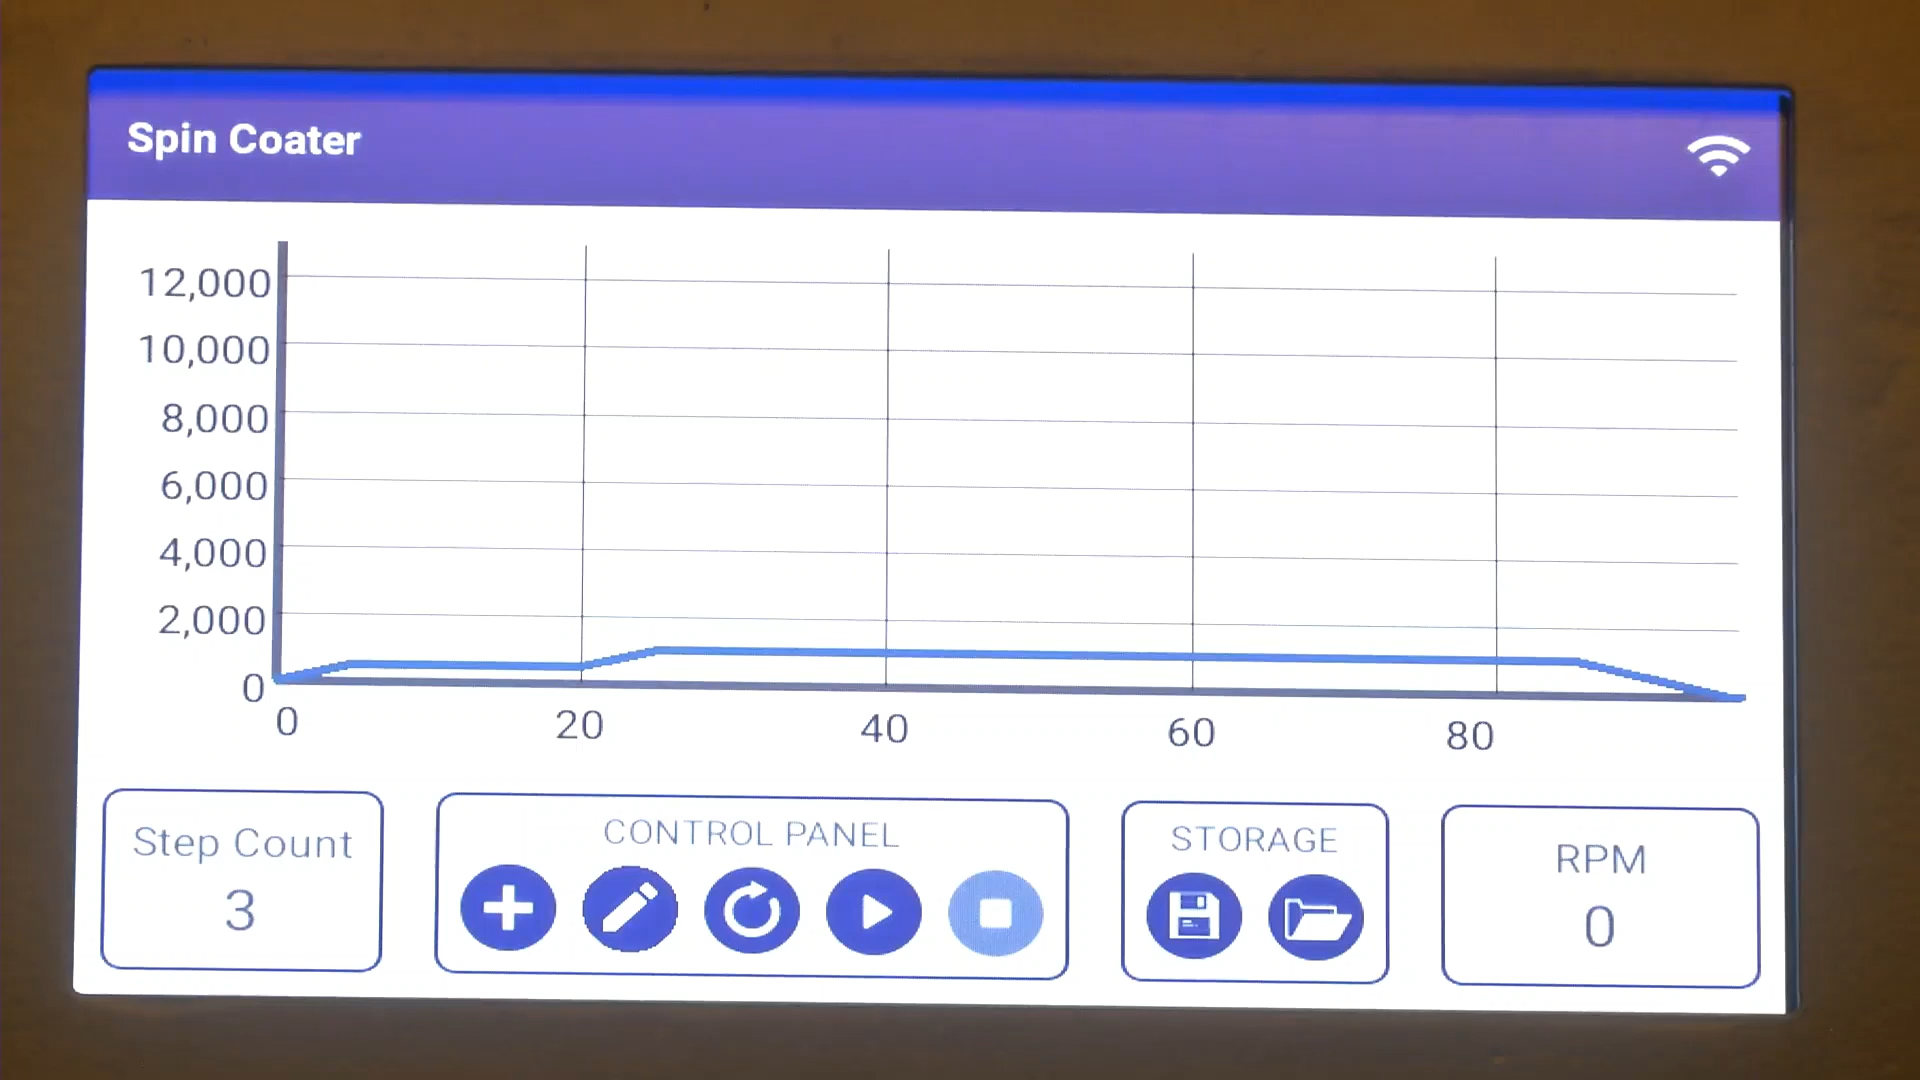 Spin Coater
12,000
10,000
8,000
6,000
4,000
2,000
0
0 20 40 60 80
Step Count
3
CONTROL PANEL
STORAGE
RPM
0